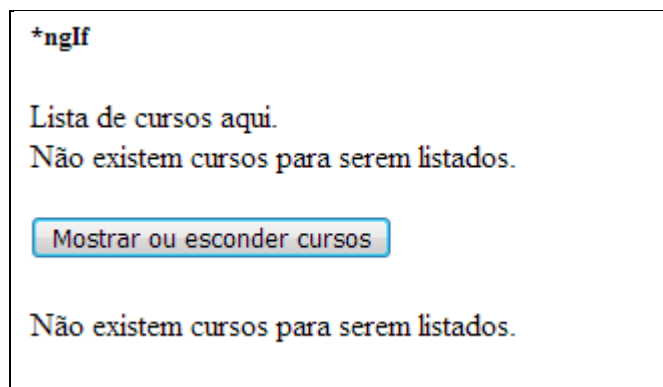 *ngIf
Lista de cursos aqui.
Não existem cursos para serem listados.
Mostrar ou esconder cursos
Não existem cursos para serem listados.